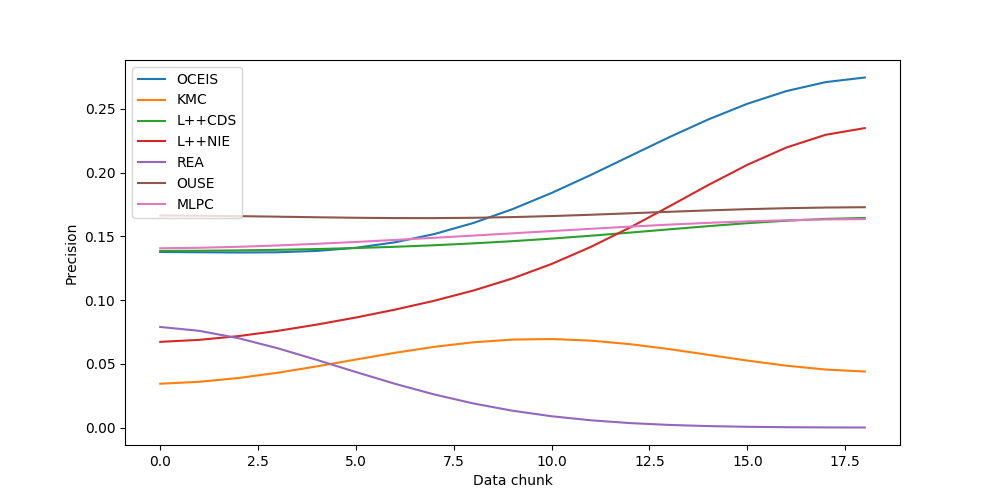 OCEIS
KMC
L++CDS
L++NIE
REA
OUSE
MLPC
0.25
0.20
0.15
0.10
0.05
0.00
Precision
0.0 2.5 5.0 7.5 10.0 12.5 15.0 17.5
Data chunk